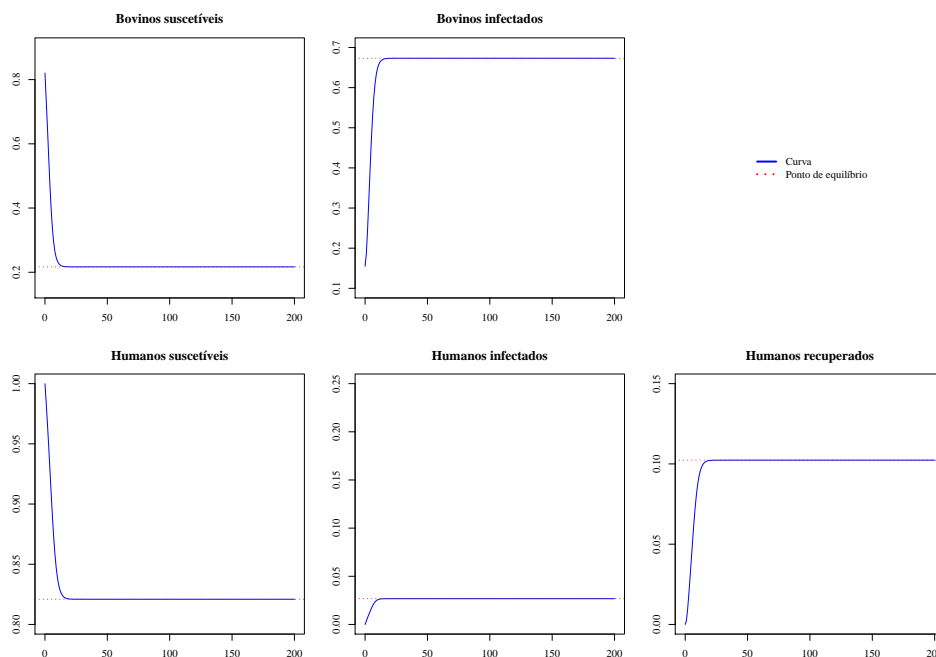 Bovinos suscetíveis
Bovinos infectados
0.2 0.4 0.6 0.8
0 50 100 150 200
0.1 0.2 0.3 0.4 0.5 0.6 0.7
0 50 100 150 200
Curva
Ponto de equilíbrio
Humanos suscetíveis
Humanos infectados
Humanos recuperados
0.80 0.85 0.90 0.95 1.00
0 50 100 150 200
0.00 0.05 0.10 0.15 0.20 0.25
0 50 100 150 200
0.00 0.05 0.10 0.15
0 50 100 150 200